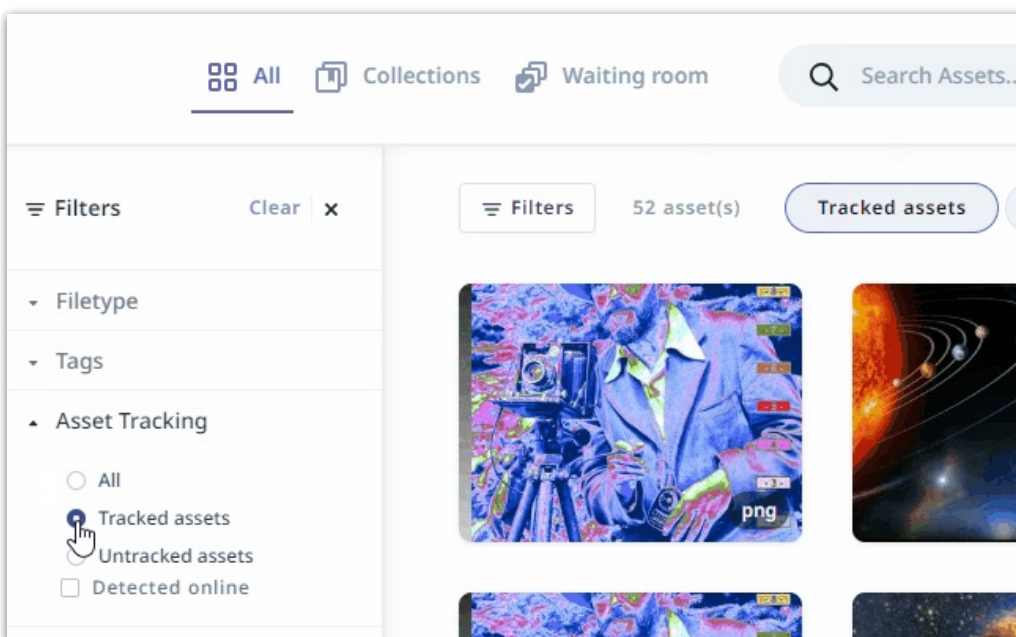 All
Collections
Waiting room
Search Assets..
Filters
Clear
Filters
52 asset(s)
Tracked assets
Filetype
Tags
Asset Tracking
All
Tracked assets
Untracked assets
Detected online
png